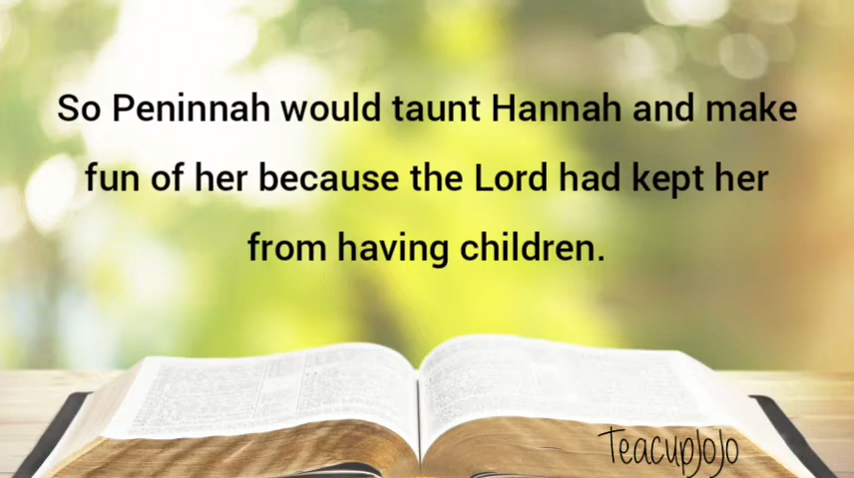 So Peninnah would taunt Hannah and make
fun of her because the Lord had kept her
from having children.
TeacupJoJo